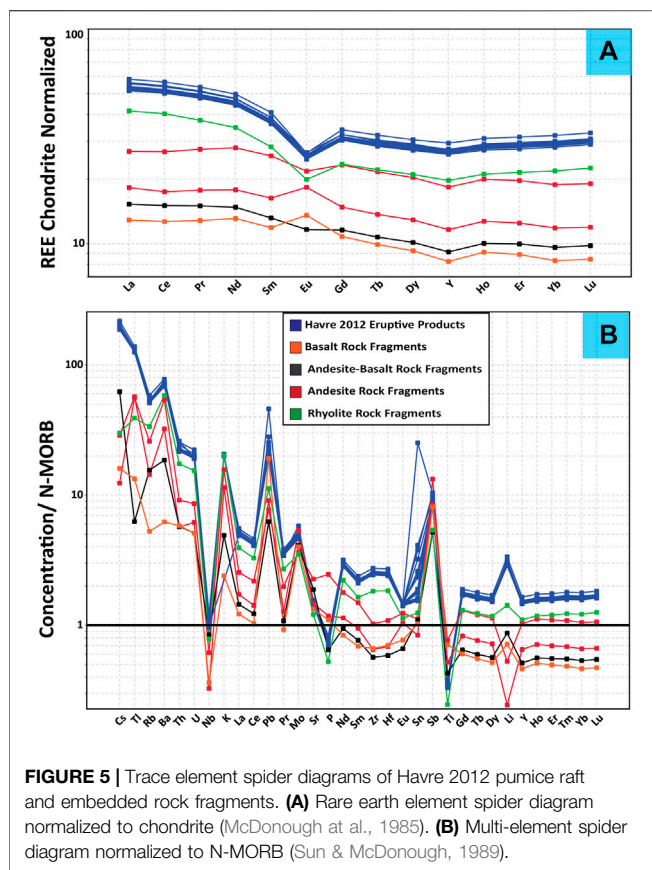 100
A
REE Chondrite Normalized
10
La Ce Pr Nd Sm Eu Gd Tb Dy Y Ho Er Yb Lu
B
Havre 2012 Eruptive Products
Basalt Rock Fragments
Andesite-Basalt Rock Fragments
Andesite Rock Fragments
Rhyolite Rock Fragments
100
10
1
Concentration/ N-MORB
Cs Tl Rb Ba Th U Nb K La Ce Pb Pr Mo Sr P Nd Sm Zr Hf Eu Sn Sb Ti Gd Tb Dy Li Y Ho Er Tm Yb Lu
FIGURE 5 | Trace element spider diagrams of Havre 2012 pumice raft
and embedded rock fragments. (A) Rare earth element spider diagram
normalized to chondrite (McDonough at al., 1985). (B) Multi-element spider
diagram normalized to N-MORB (Sun & McDonough, 1989).